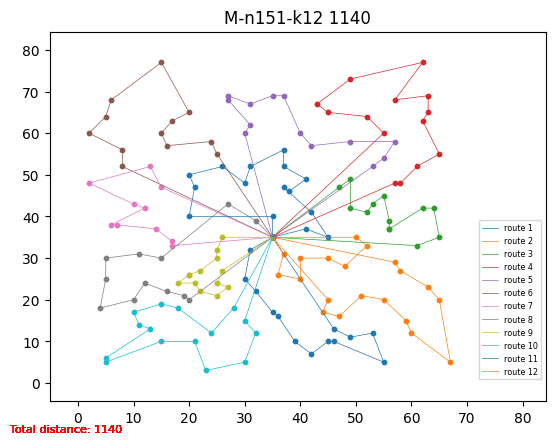 M-n151-k12 1140
80
70
60
50
40
30
20
10
0
0 10 20 30 40 50 60 70 80
route 1
route 2
route 3
route 4
route 5
route 6
route 7
route 8
route 9
route 10
route 11
route 12
Total distance: 1140